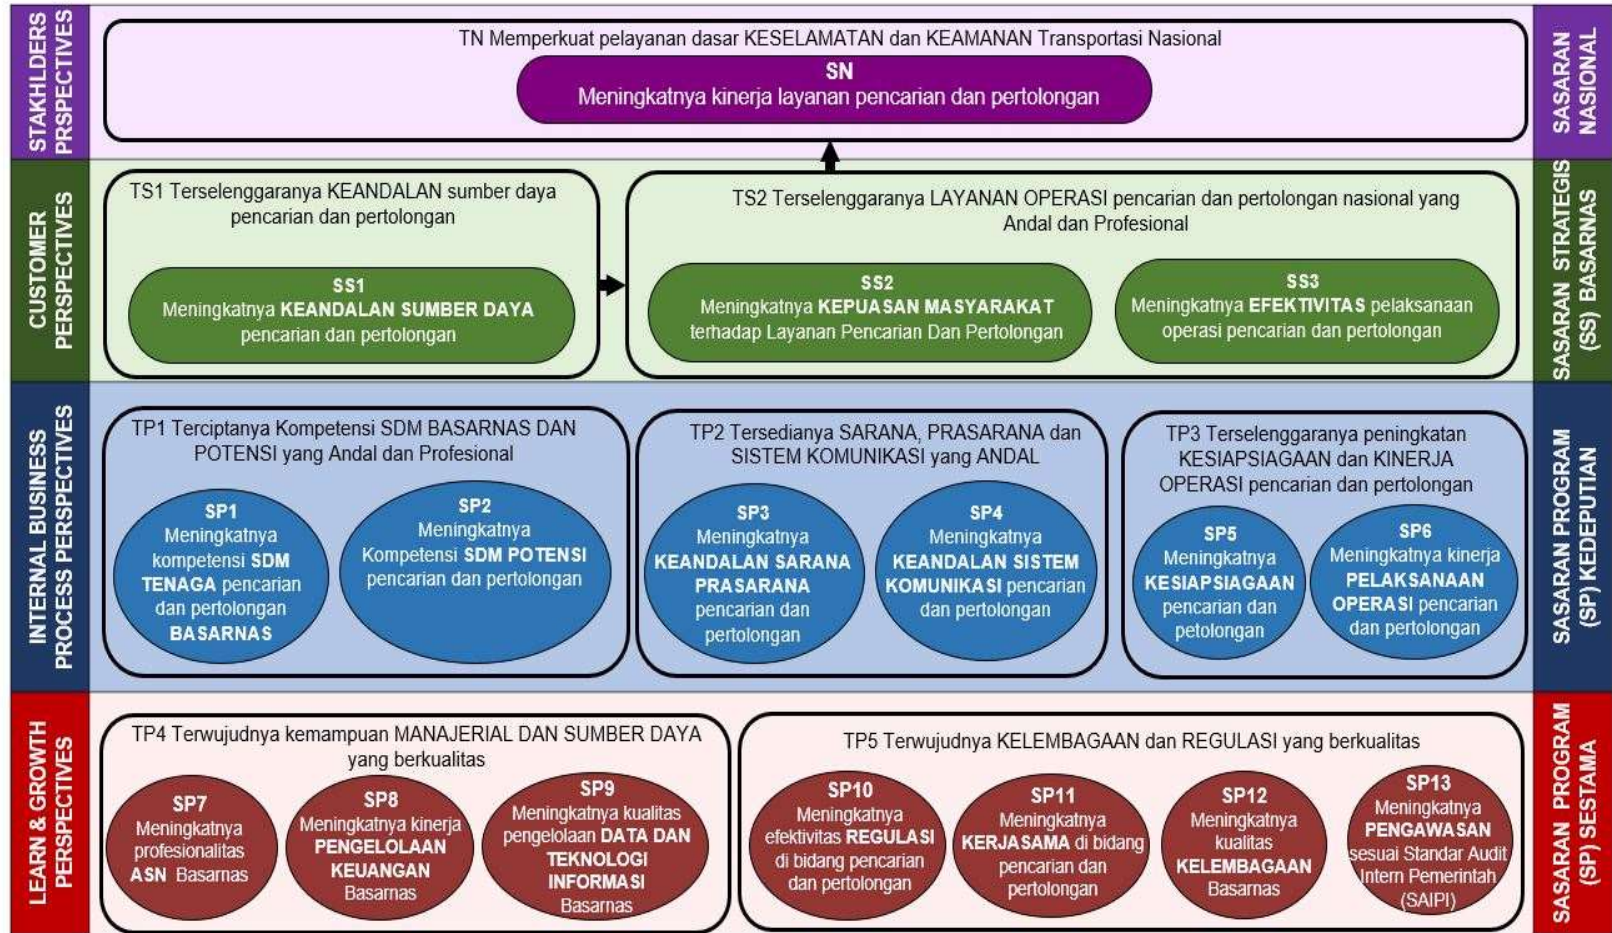 STAKHLDERS
PRSPECTIVES
TN Memperkuat pelayanan dasar KESELAMATAN dan KEAMANAN Transportasi Nasional
SN
Meningkatnya kinerja layanan pencarian dan pertolongan
SASARAN
NASIONAL
CUSTOMER
PERSPECTIVES
TS1 Terselenggaranya KEANDALAN sumber daya
pencarian dan pertolongan
SS1
Meningkatnya KEANDALAN SUMBER DAYA
pencarian dan pertolongan
TS2 Terselenggaranya LAYANAN OPERASI pencarian dan pertolongan nasional yang
Andal dan Profesional
SS2
Meningkatnya KEPUASAN MASYARAKAT
terhadap Layanan Pencarian Dan Pertolongan
SS3
Meningkatnya EFEKTIVITAS pelaksanaan
operasi pencarian dan pertolongan
SASARAN STRATEGIS
(SS) BASARNAS
INTERNAL BUSINESS
PROCESS PERSPECTIVES
TP1 Terciptanya Kompetensi SDM BASARNAS DAN
POTENSI yang Andal dan Profesional
SP1
Meningkatnya
kompetensi SDM
TENAGA pencarian
dan pertolongan
BASARNAS
SP2
Meningkatnya
Kompetensi SDM POTENSI
pencarian dan pertolongan
TP2 Tersedianya SARANA, PRASARANA dan
SISTEM KOMUNIKASI yang ANDAL
SP3
Meningkatnya
KEANDALAN SARANA
PRASARANA
pencarian dan
pertolongan
SP4
Meningkatnya
KEANDALAN SISTEM
KOMUNIKASI pencarian
dan pertolongan
TP3 Terselenggaranya peningkatan
KESIAPSIAGAAN dan KINERJA
OPERASI pencarian dan pertolongan
SP5
Meningkatnya
KESIAPSIAGAAN
pencarian dan
petolongan
SP6
Meningkatnya kinerja
PELAKSANAAN
OPERASI pencarian
dan pertolongan
SASARAN PROGRAM
(SP) KEDEPUTIAN
LEARN & GROWTH
PERSPECTIVES
TP4 Terwujudnya kemampuan MANAJERIAL DAN SUMBER DAYA
yang berkualitas
SP7
Meningkatnya
profesionalitas
ASN Basarnas
SP8
Meningkatnya kinerja
PENGELOLAAN
KEUANGAN
Basarnas
SP9
Meningkatnya kualitas
pengelolaan DATA DAN
TEKNOLOGI
INFORMASI
Basarnas
TP5 Terwujudnya KELEMBAGAAN dan REGULASI yang berkualitas
SP10
Meningkatnya
efektivitas REGULASI
di bidang pencarian
dan pertolongan
SP11
Meningkatnya
KERJASAMA di bidang
pencarian dan
pertolongan
SP12
Meningkatnya
kualitas
KELEMBAGAAN
Basarnas
SP13
Meningkatnya
PENGAWASAN
sesuai Standar Audit
Intern Pemerintah
(SAIPI)
SASARAN PROGRAM
(SP) SESTAMA